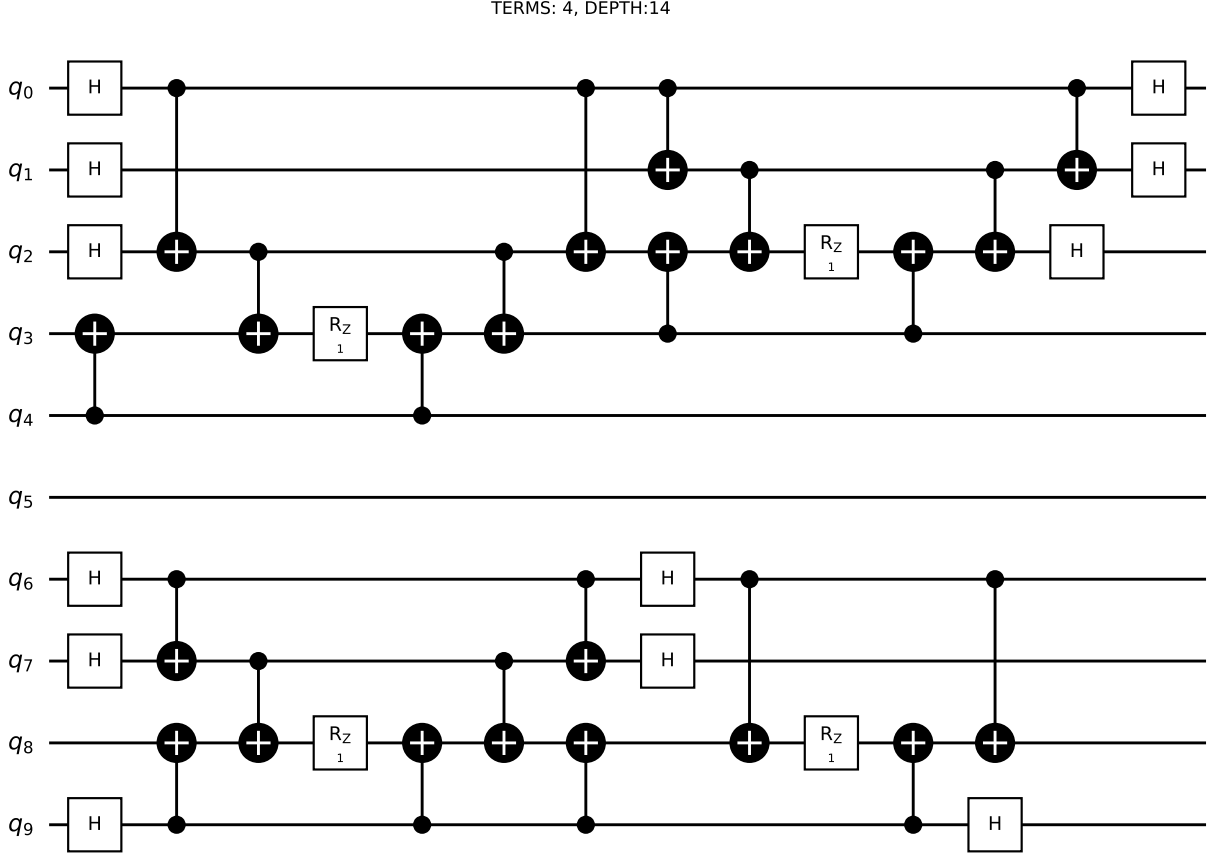 TERMS: 4, DEPTH:14
q0 H H
q1 H H
q2 H RZ 1 H
q3 RZ 1
q4
q5
q6 H H
q7 H H
q8 RZ 1 RZ 1
q9 H H